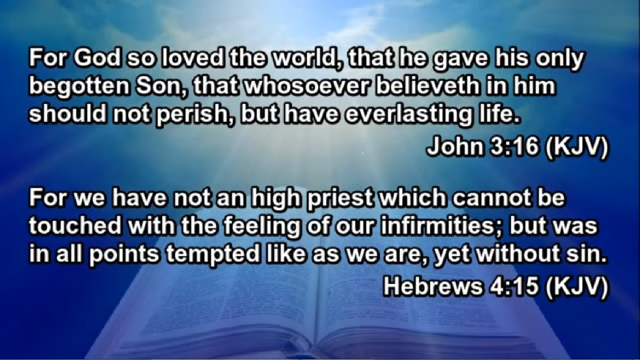 For God so loved the world, that he gave his only
begotten Son, that whosoever believeth in him
should not perish, but have everlasting life.
John 3:16 (KJV)
For we have not an high priest which cannot be
touched with the feeling of our infirmities; but was
in all points tempted like as we are, yet without sin.
Hebrews 4:15 (KJV)